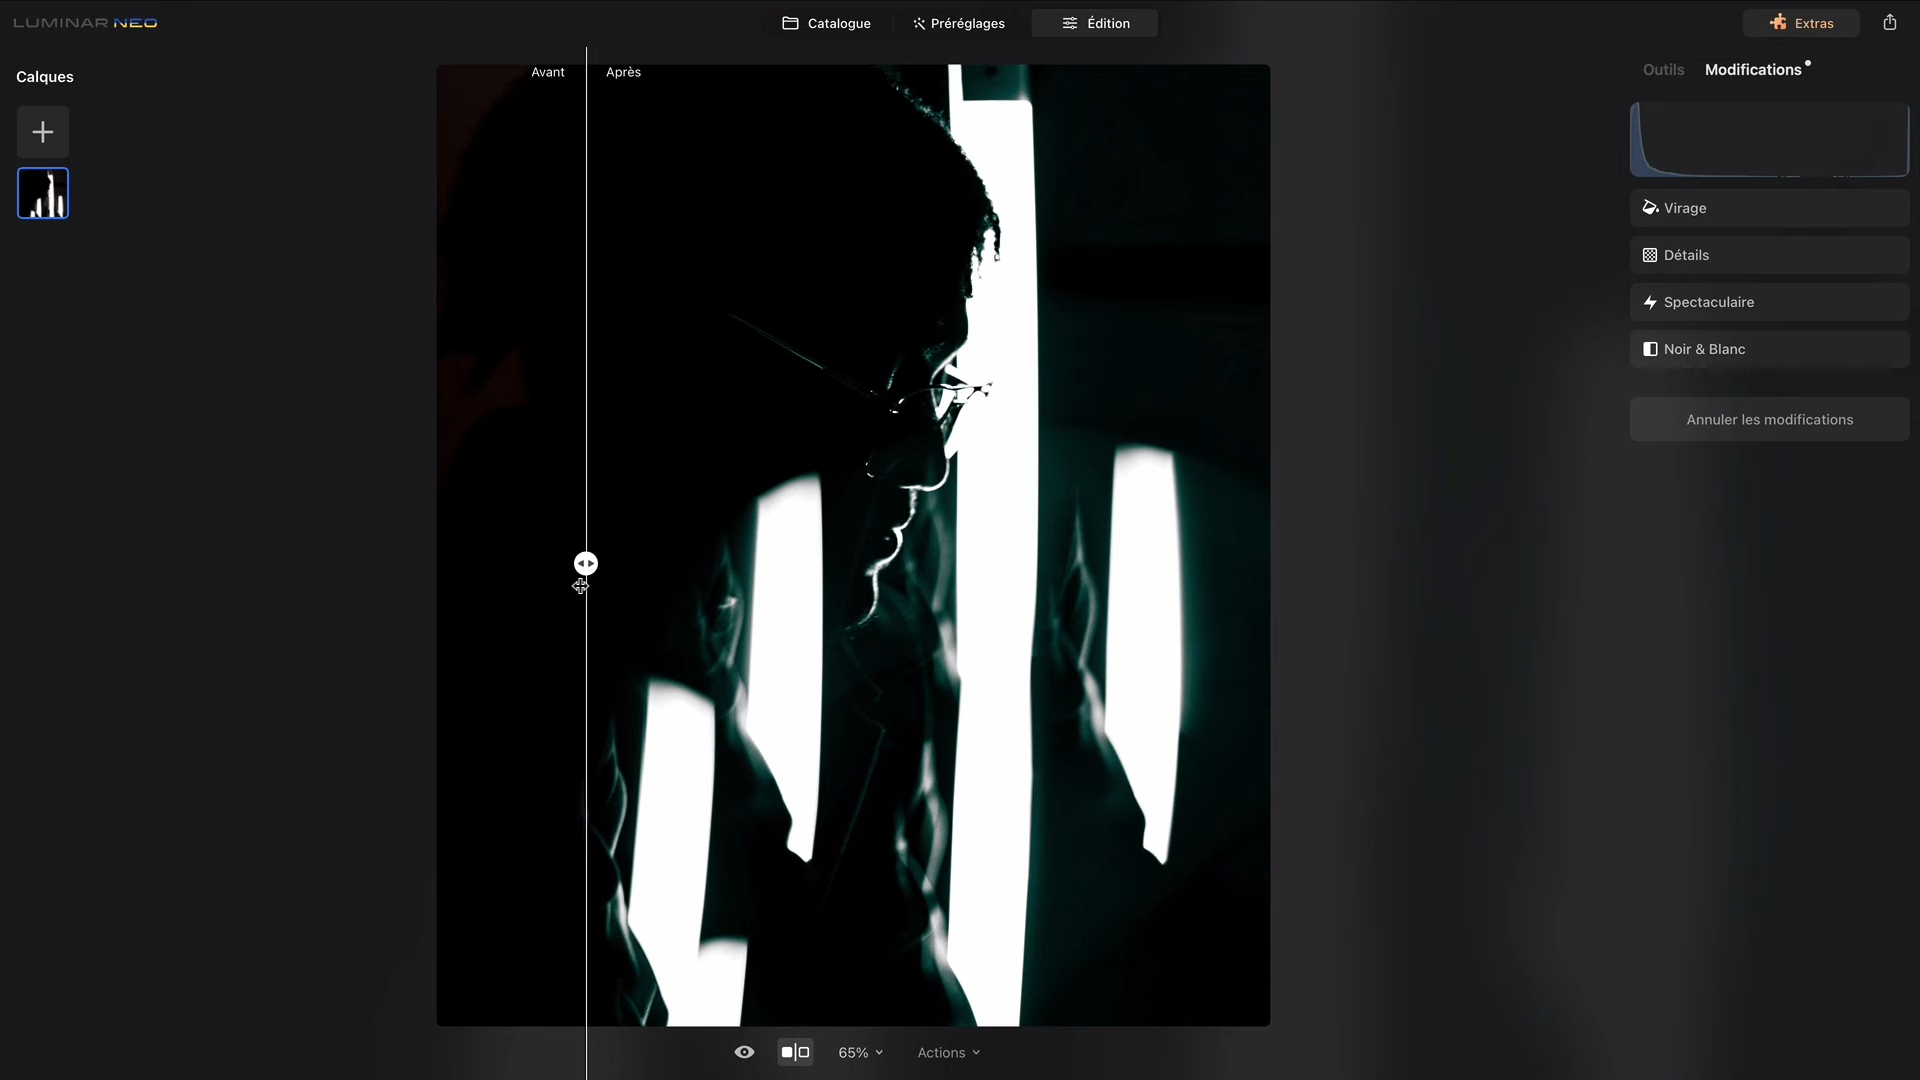 LUMINAR NEO
Catalogue
Préréglages
Édition
Extras
Calques
Avant
Après
Outils
Modifications
Virage
Détails
Spectaculaire
Noir & Blanc
Annuler les modifications
65%
Actions